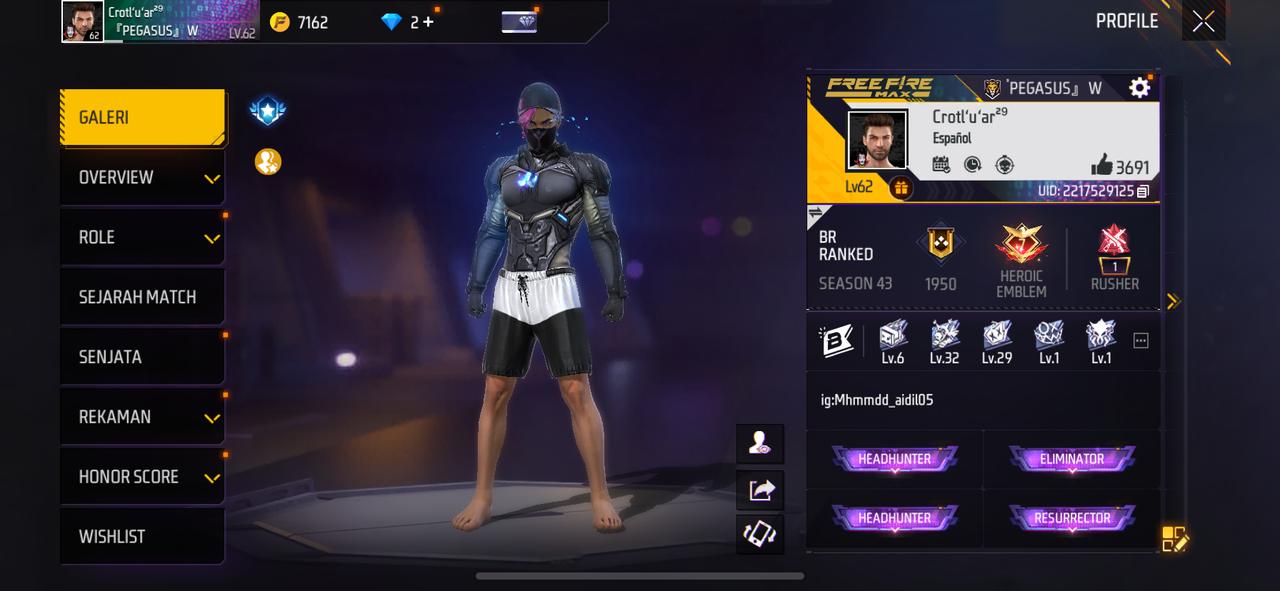 Crotl'u'ar²⁹
『PEGASUS』 W
62
LV.62
7162
2 +
PROFILE
GALERI
OVERVIEW
ROLE
SEJARAH MATCH
SENJATA
REKAMAN
HONOR SCORE
WISHLIST
FREE FIRE
MAX
『PEGASUS』 W
Crotl'u'ar²⁹
Español
3691
Lv62
UID: 2217529125
BR
RANKED
SEASON 43
1950
HEROIC
EMBLEM
1
RUSHER
B
Lv.6
Lv.32
Lv.29
Lv.1
Lv.1
ig:Mhmmdd_aidil05
HEADHUNTER
ELIMINATOR
HEADHUNTER
RESURRECTOR